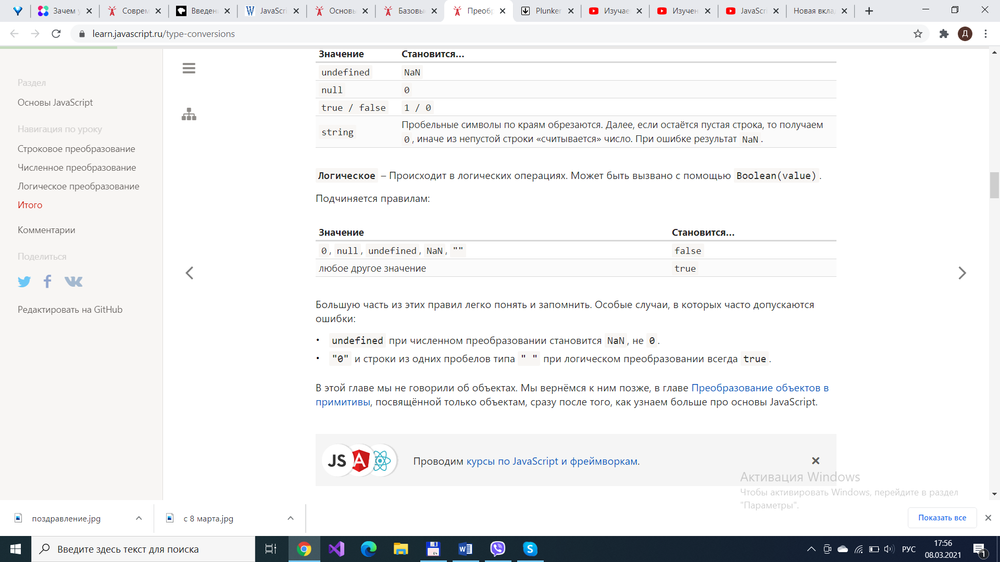 Зачем у
Соврем
Введен
JavaScri
Основы
Базовые
Преобр
Plunker
Изучае
Изучен
JavaScri
Новая вкла
learn.javascript.ru/type-conversions
Д
Раздел
Основы JavaScript
Навигация по уроку
Строковое преобразование
Численное преобразование
Логическое преобразование
Итого
Комментарии
Поделиться
Редактировать на GitHub
Значение Становится…
undefined NaN
null 0
true / false 1 / 0
string Пробельные символы по краям обрезаются. Далее, если остаётся пустая строка, то получаем
0, иначе из непустой строки «считывается» число. При ошибке результат NaN.
Логическое – Происходит в логических операциях. Может быть вызвано с помощью Boolean(value).
Подчиняется правилам:
Значение Становится…
0, null, undefined, NaN, "" false
любое другое значение true
Большую часть из этих правил легко понять и запомнить. Особые случаи, в которых часто допускаются
ошибки:
• undefined при численном преобразовании становится NaN, не 0.
• "0" и строки из одних пробелов типа " " при логическом преобразовании всегда true.
В этой главе мы не говорили об объектах. Мы вернёмся к ним позже, в главе Преобразование объектов в
примитивы, посвящённой только объектам, сразу после того, как узнаем больше про основы JavaScript.
JS A Проводим курсы по JavaScript и фреймворкам.
Активация Windows
Чтобы активировать Windows, перейдите в раздел
"Параметры".
поздравление.jpg
с 8 марта.jpg
Показать все
Введите здесь текст для поиска
64
РУС
17:56
08.03.2021
1